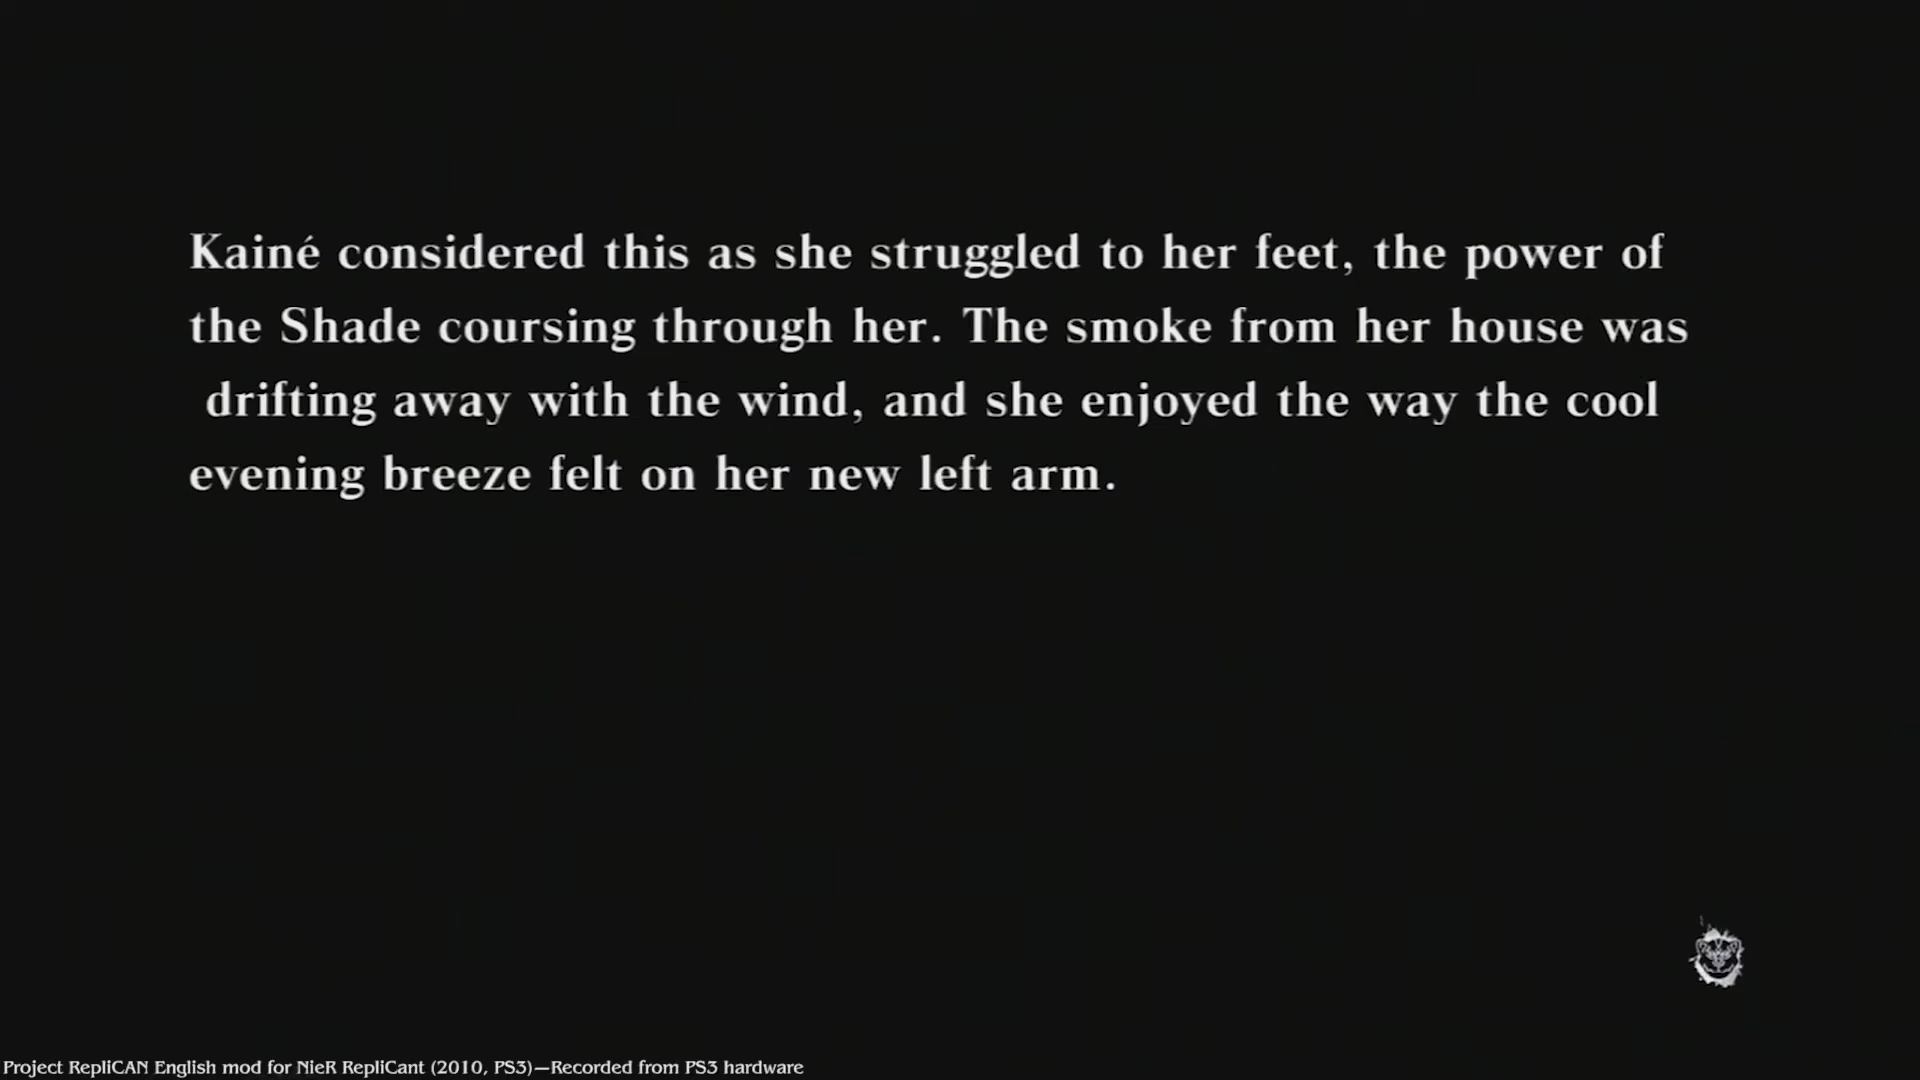 Kainé considered this as she struggled to her feet, the power of
the Shade coursing through her. The smoke from her house was
drifting away with the wind, and she enjoyed the way the cool
evening breeze felt on her new left arm.
Project RepliCAN English mod for NieR RepliCant (2010, PS3)—Recorded from PS3 hardware